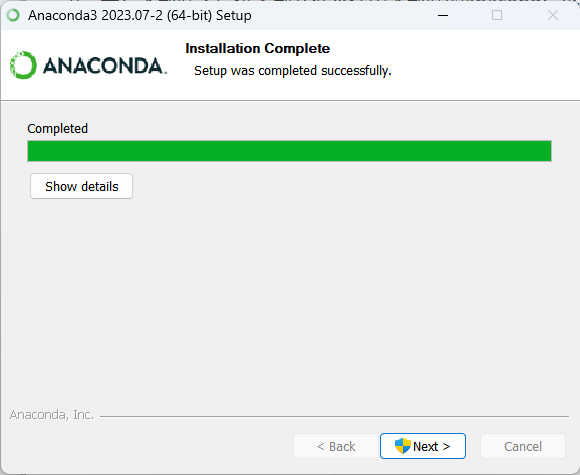 Anaconda3 2023.07-2 (64-bit) Setup
ANACONDA.
Installation Complete
Setup was completed successfully.
Completed
Show details
Anaconda, Inc.
< Back
Next >
Cancel